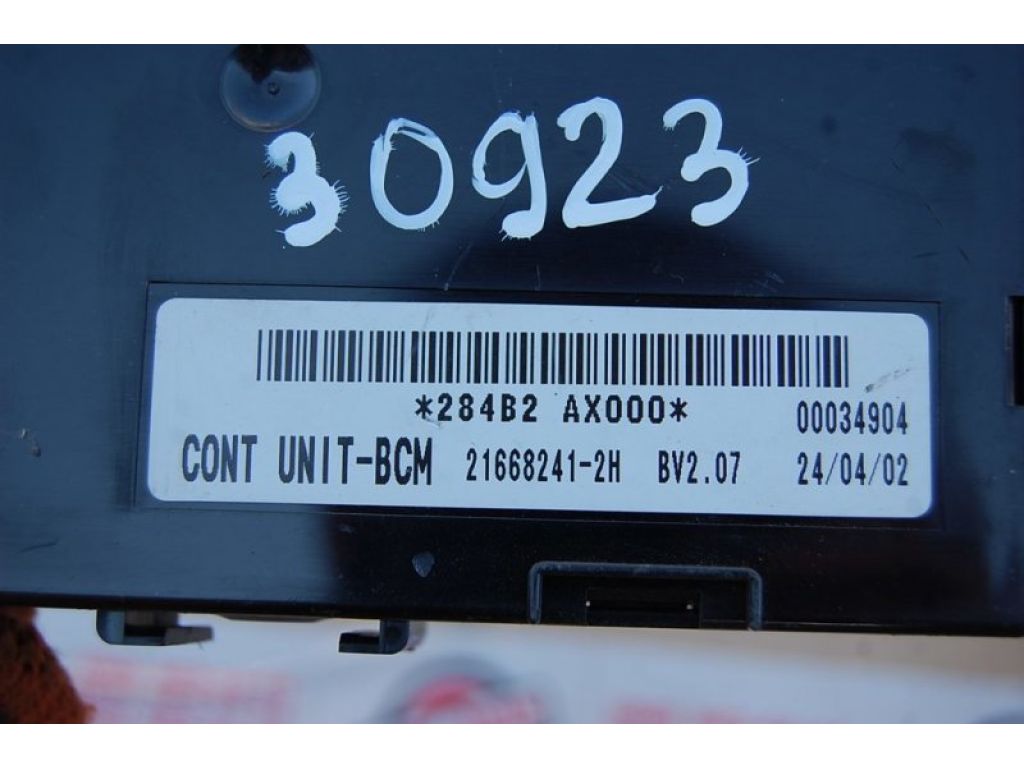 30923
*284B2 AX000*
00034904
CONT UNIT-BCM 21668241-2H BV2.07 24/04/02